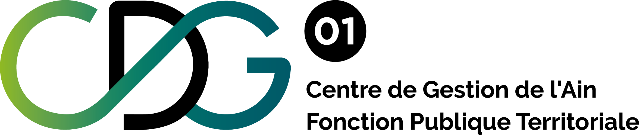 CDG 01
Centre de Gestion de l'Ain
Fonction Publique Territoriale